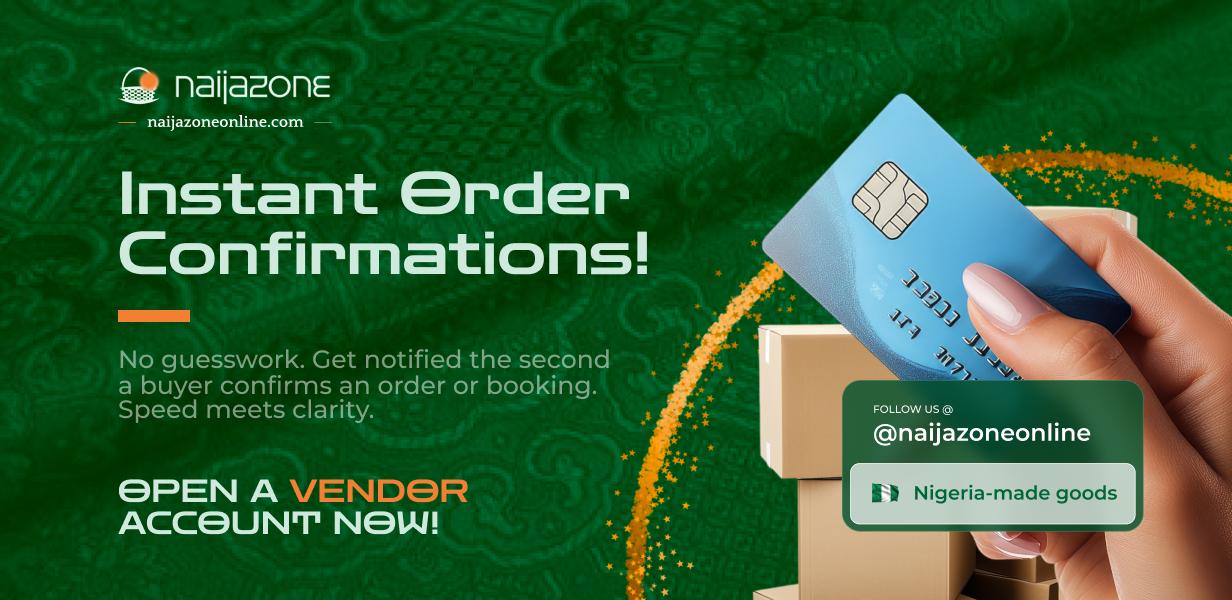 naijazone
naijazoneonline.com
Instant Order
Confirmations!
No guesswork. Get notified the second
a buyer confirms an order or booking.
Speed meets clarity.
OPEN A VENDOR
ACCOUNT NOW!
FOLLOW US @
@naijazoneonline
Nigeria-made goods